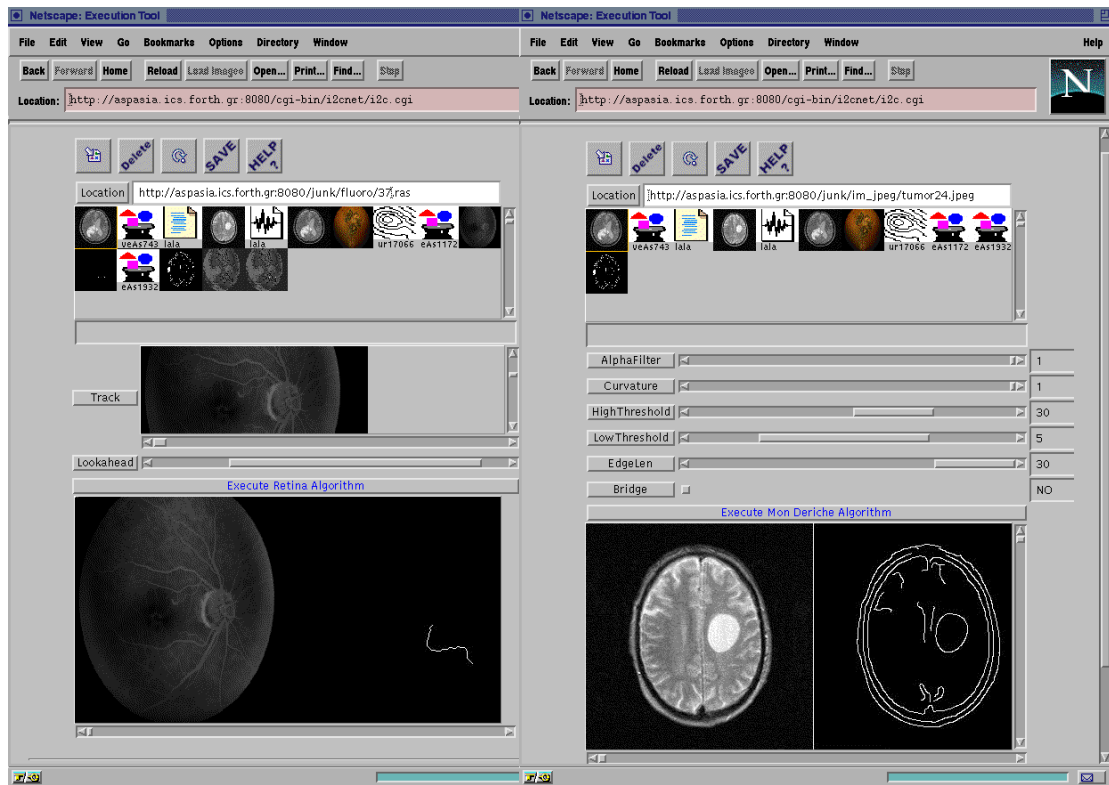 Netscape: Execution Tool
File Edit View Go Bookmarks Options Directory Window
Back Forward Home Reload Load Images Open... Print... Find... Stop
Location: http://aspasia.ics.forth.gr:8080/cgi-bin/i2cnet/i2c.cgi
Delete SAVE HELP ?
Location http://aspasia.ics.forth.gr:8080/junk/fluoro/37.ras
veAs743 lala lala ur17066 eAs1172
eAs1932
Track
Lookahead
Execute Retina Algorithm
Netscape: Execution Tool
File Edit View Go Bookmarks Options Directory Window Help
Back Forward Home Reload Load Images Open... Print... Find... Stop
N
Location: http://aspasia.ics.forth.gr:8080/cgi-bin/i2cnet/i2c.cgi
Delete SAVE HELP ?
Location http://aspasia.ics.forth.gr:8080/junk/im_jpeg/tumor24.jpeg
veAs743 lala lala ur17066 eAs1172 eAs1932
AlphaFilter 1
Curvature 1
HighThreshold 30
LowThreshold 5
EdgeLen 30
Bridge NO
Execute Mon Deriche Algorithm